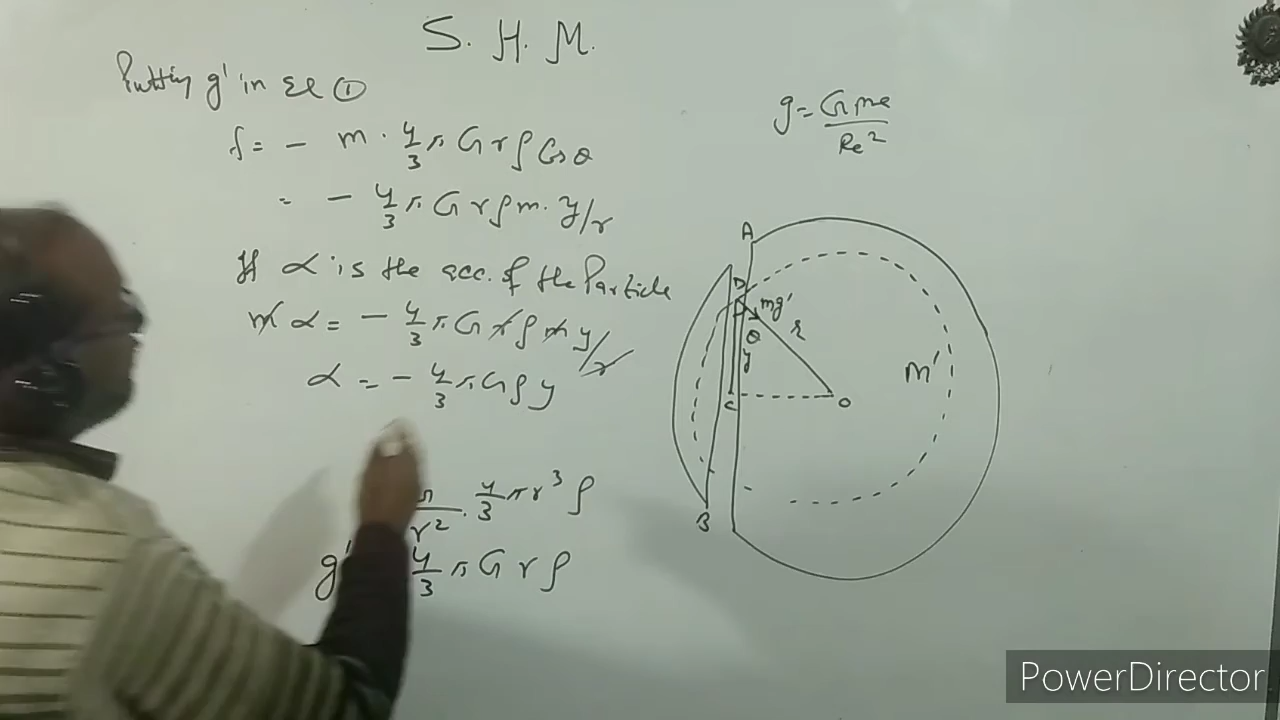 S. H. M.
Putting g' in Eq ①
f = - m · 4/3 π G r ρ Cos θ
= - 4/3 π G r ρ m · y/r
If α is the acc. of the Particle
m α = - 4/3 π G r ρ m y/r
α = - 4/3 π G ρ y
r² · 4/3 π r³ ρ
g' 4/3 π G r ρ
g = G me / Re²
A
D
mg'
θ
r
y
C
O
M'
B
PowerDirector